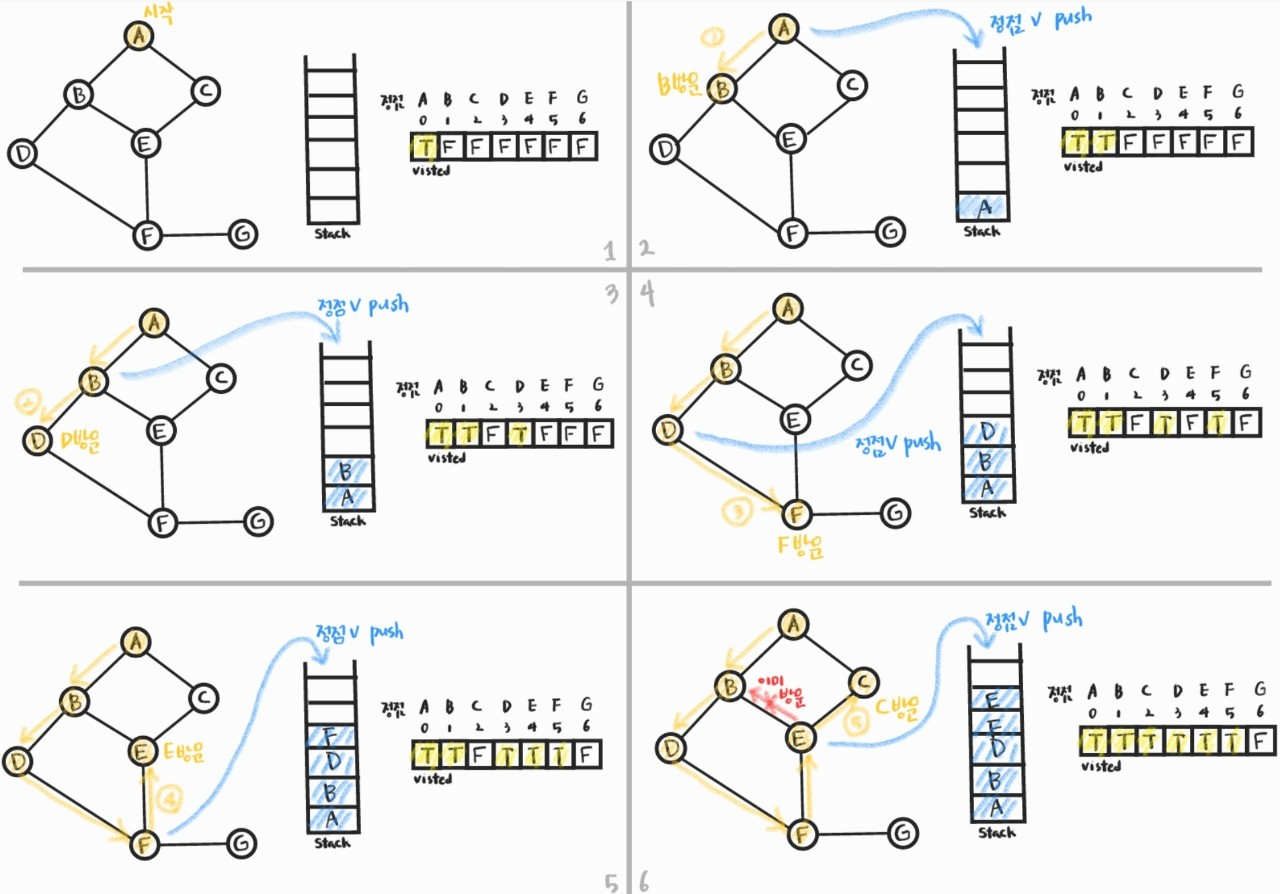 시작
A
B
C
D
E
F
G
Stack
정점 A B C D E F G
0 1 2 3 4 5 6
T F F F F F F
visted
1
2
정점 V push
①
B방문
A
B
C
D
E
F
G
A
Stack
정점 A B C D E F G
0 1 2 3 4 5 6
T T F F F F F
visted
3
정점 V push
A
B
C
②
D
D방문
E
F
G
B
A
Stack
정점 A B C D E F G
0 1 2 3 4 5 6
T T F T F F F
visted
4
A
B
C
D
E
정점 V push
③
F
G
F방문
D
B
A
Stack
정점 A B C D E F G
0 1 2 3 4 5 6
T T F T F T F
visted
정점 V push
A
B
C
D
E
E방문
④
F
G
F
D
B
A
Stack
정점 A B C D E F G
0 1 2 3 4 5 6
T T F T T T F
visted
5
6
정점 V push
A
B
이미
방문
C
C방문
⑤
D
E
F
G
E
F
D
B
A
Stack
정점 A B C D E F G
0 1 2 3 4 5 6
T T T T T T F
visted